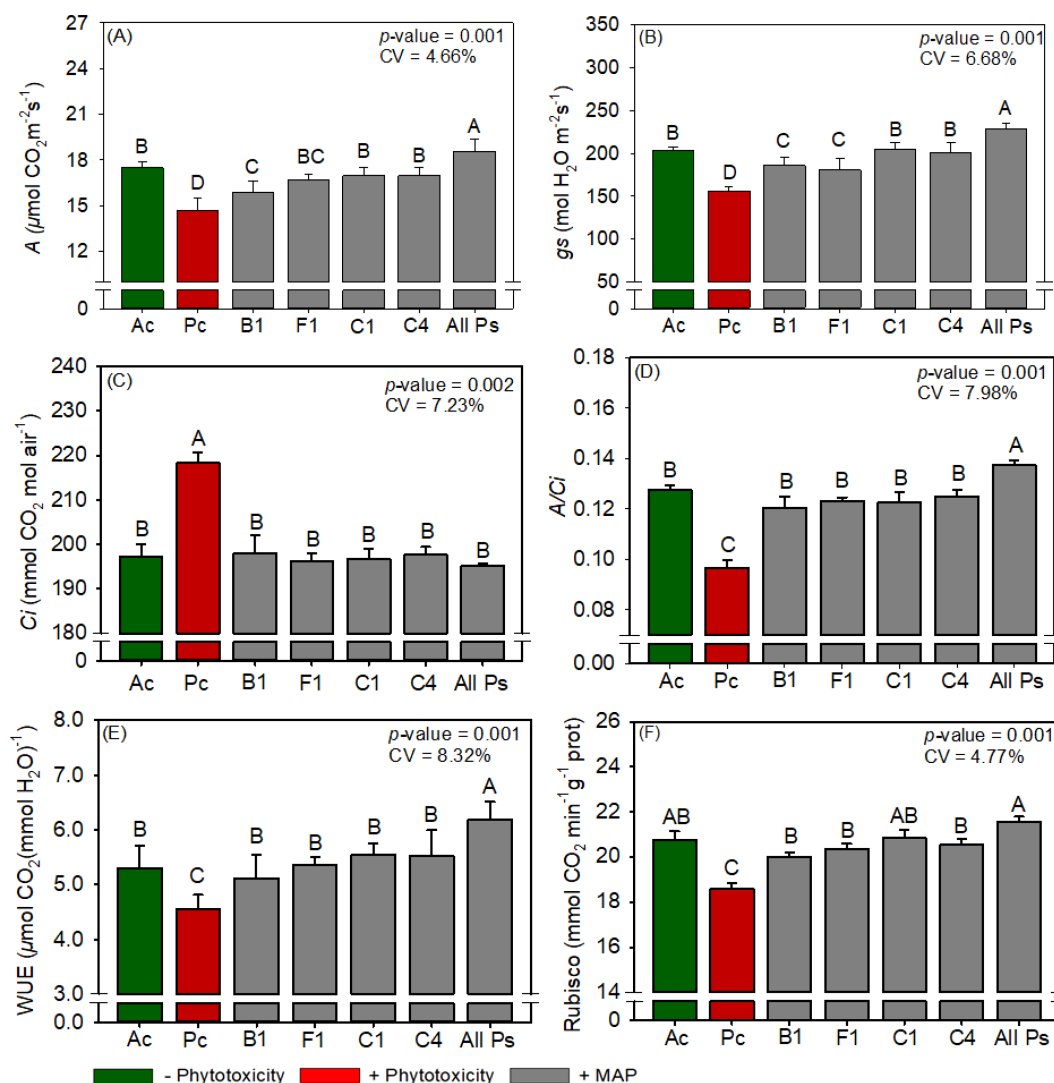 (A)
p-value = 0.001
CV = 4.66%
A (µmol CO₂m⁻²s⁻¹)
27
24
21
18
15
12
0
B
D
C
BC
B
B
A
Ac Pc B1 F1 C1 C4 All Ps
(B)
p-value = 0.001
CV = 6.68%
gs (mol H₂O m⁻²s⁻¹)
350
300
250
200
150
100
50
0
B
D
C
C
B
B
A
Ac Pc B1 F1 C1 C4 All Ps
(C)
p-value = 0.002
CV = 7.23%
Ci (mmol CO₂ mol air⁻¹)
240
230
220
210
200
190
180
0
B
A
B
B
B
B
B
Ac Pc B1 F1 C1 C4 All Ps
(D)
p-value = 0.001
CV = 7.98%
A/Ci
0.18
0.16
0.14
0.12
0.10
0.08
0.00
B
C
B
B
B
B
A
Ac Pc B1 F1 C1 C4 All Ps
(E)
p-value = 0.001
CV = 8.32%
WUE (µmol CO₂(mmol H₂O)⁻¹)
8.0
7.0
6.0
5.0
4.0
3.0
0.0
B
C
B
B
B
B
A
Ac Pc B1 F1 C1 C4 All Ps
(F)
p-value = 0.001
CV = 4.77%
Rubisco (mmol CO₂ min⁻¹g⁻¹ prot)
26
24
22
20
18
16
14
0
AB
C
B
B
AB
B
A
Ac Pc B1 F1 C1 C4 All Ps
- Phytotoxicity + Phytotoxicity + MAP